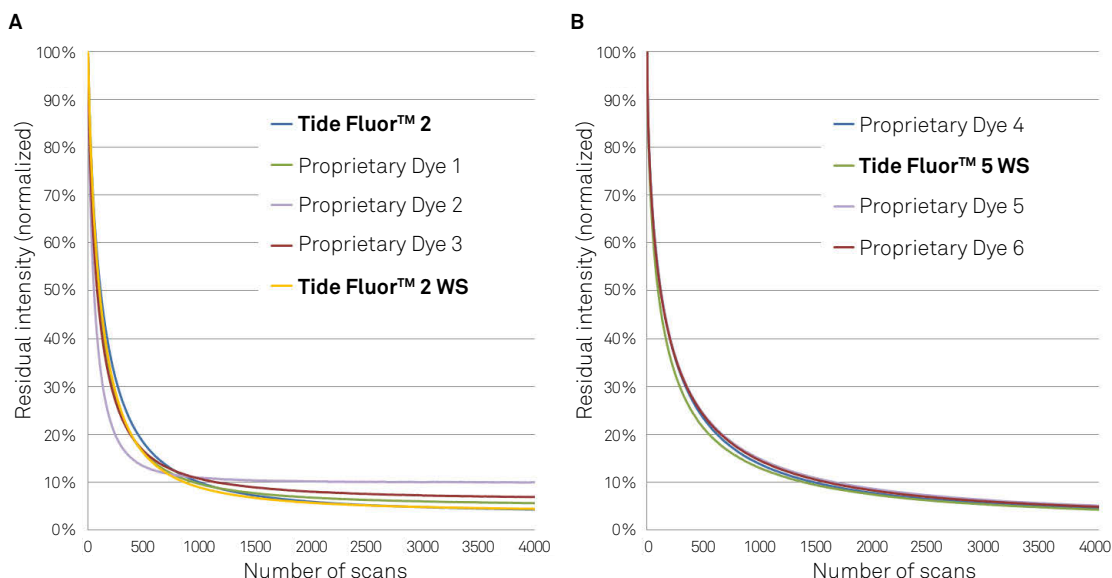 A
Residual intensity (normalized)
100%
90%
80%
70%
60%
50%
40%
30%
20%
10%
0%
Tide Fluor™ 2
Proprietary Dye 1
Proprietary Dye 2
Proprietary Dye 3
Tide Fluor™ 2 WS
0 500 1000 1500 2000 2500 3000 3500 4000
Number of scans
B
Residual intensity (normalized)
100%
90%
80%
70%
60%
50%
40%
30%
20%
10%
0%
Proprietary Dye 4
Tide Fluor™ 5 WS
Proprietary Dye 5
Proprietary Dye 6
0 500 1000 1500 2000 2500 3000 3500 4000
Number of scans